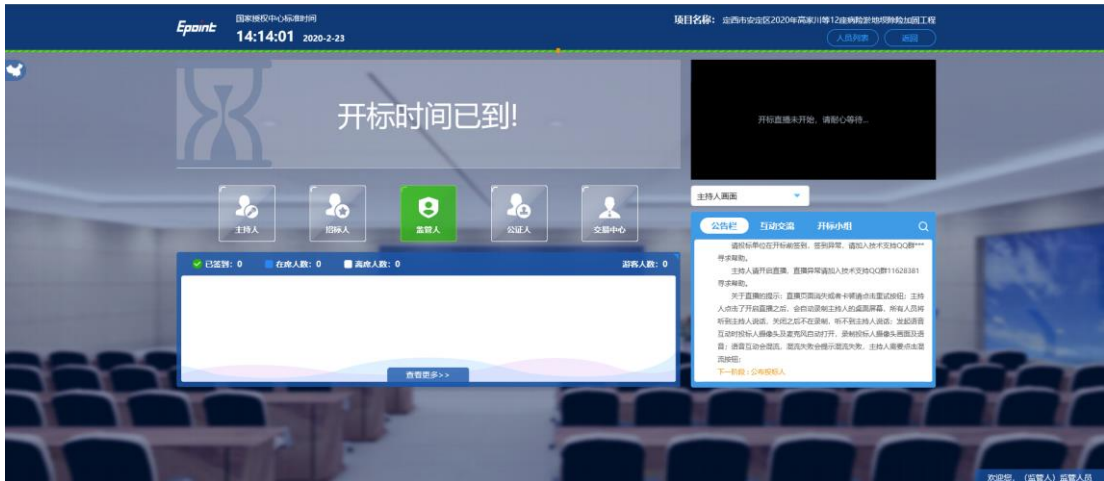 Epoint
国家授权中心标准时间
14:14:01 2020-2-23
项目名称： 定西市安定区2020年高家川等12座病险淤地坝除险加固工程
人员列表 返回
开标时间已到!
开标直播未开始，请耐心等待...
主持人画面
主持人 招标人 监管人 公证人 交易中心
公告栏 互动交流 开标小组
已签到：0 在席人数：0 离席人数：0 游客人数：0
请投标单位在开标前签到，签到异常，请加入技术支持QQ群***
寻求帮助。
主持人请开启直播，直播异常请加入技术支持QQ群11628381
寻求帮助。
关于直播的提示：直播页面消失或者卡顿请点击重试按钮；主持
人点击了开启直播之后，会自动录制主持人的桌面屏幕，所有人员将
听到主持人说话，关闭之后不在录制，听不到主持人说话；发起语音
互动时投标人摄像头及麦克风自动打开，录制投标人摄像头画面及语
音；语音互动会混流，混流失败会提示混流失败，主持人需要点击混
流按钮；
下一阶段：公布投标人
查看更多>>
欢迎您，（监管人）监管人员